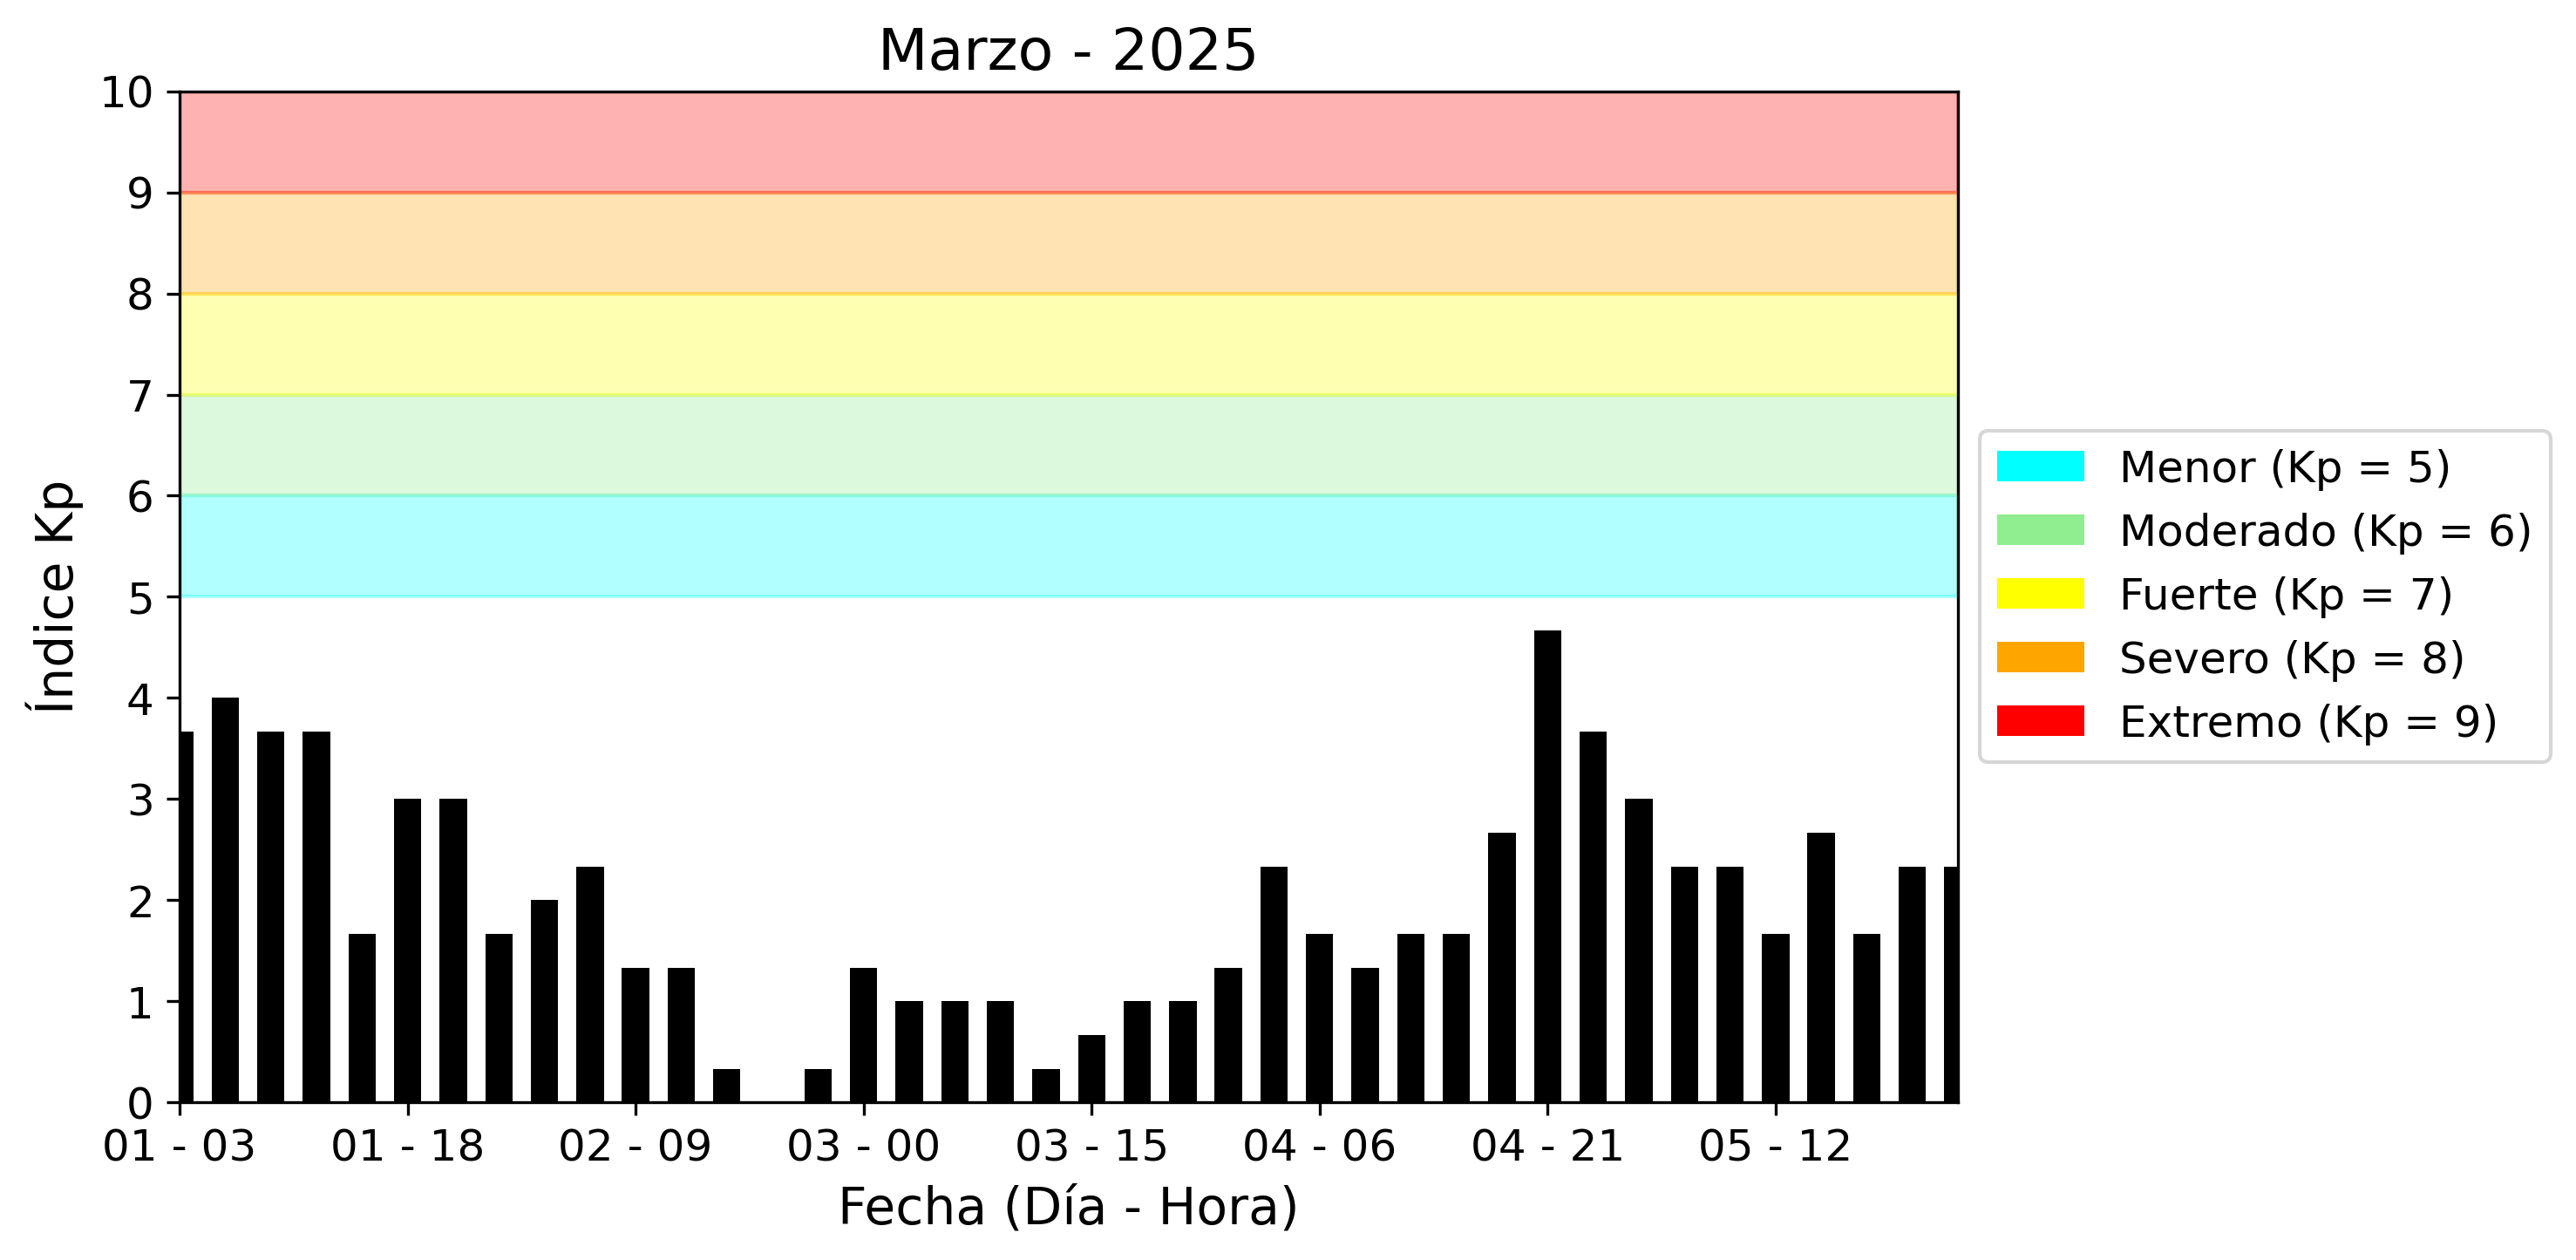 Marzo - 2025
10
9
8
7
6
5
4
3
2
1
0
Índice Kp
01 - 03
01 - 18
02 - 09
03 - 00
03 - 15
04 - 06
04 - 21
05 - 12
Fecha (Día - Hora)
Menor (Kp = 5)
Moderado (Kp = 6)
Fuerte (Kp = 7)
Severo (Kp = 8)
Extremo (Kp = 9)